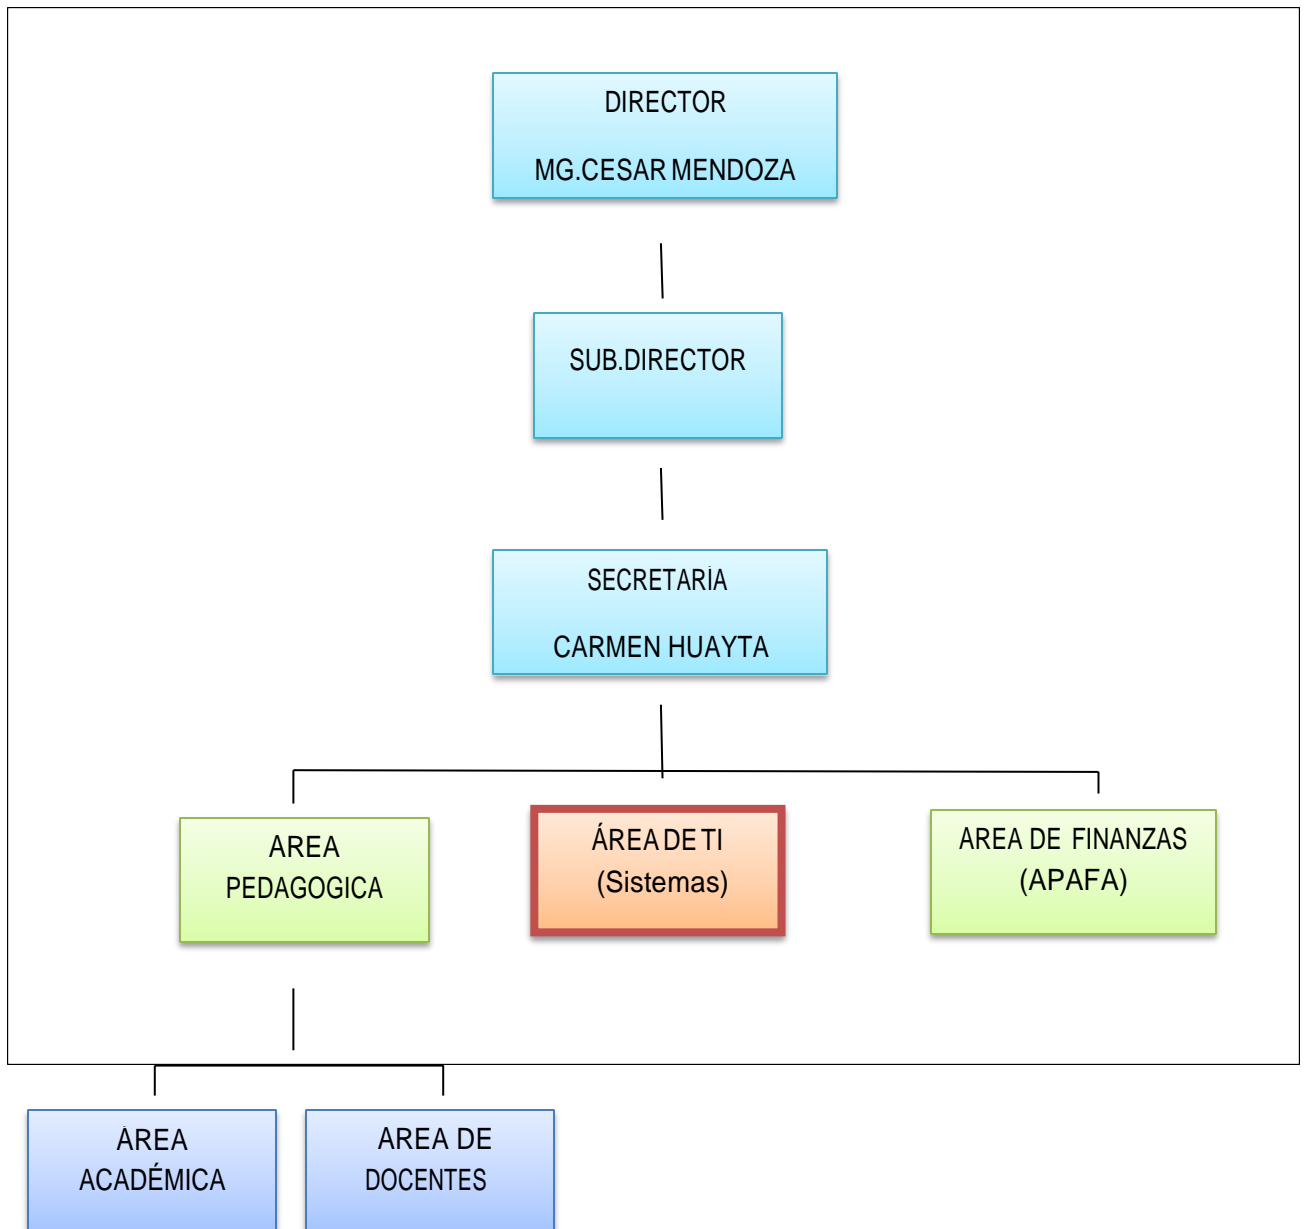 DIRECTOR
MG.CESAR MENDOZA
SUB.DIRECTOR
SECRETARÍA
CARMEN HUAYTA
AREA
PEDAGOGICA
ÁREA DE TI
(Sistemas)
AREA DE FINANZAS
(APAFA)
ÁREA
ACADÉMICA
AREA DE
DOCENTES